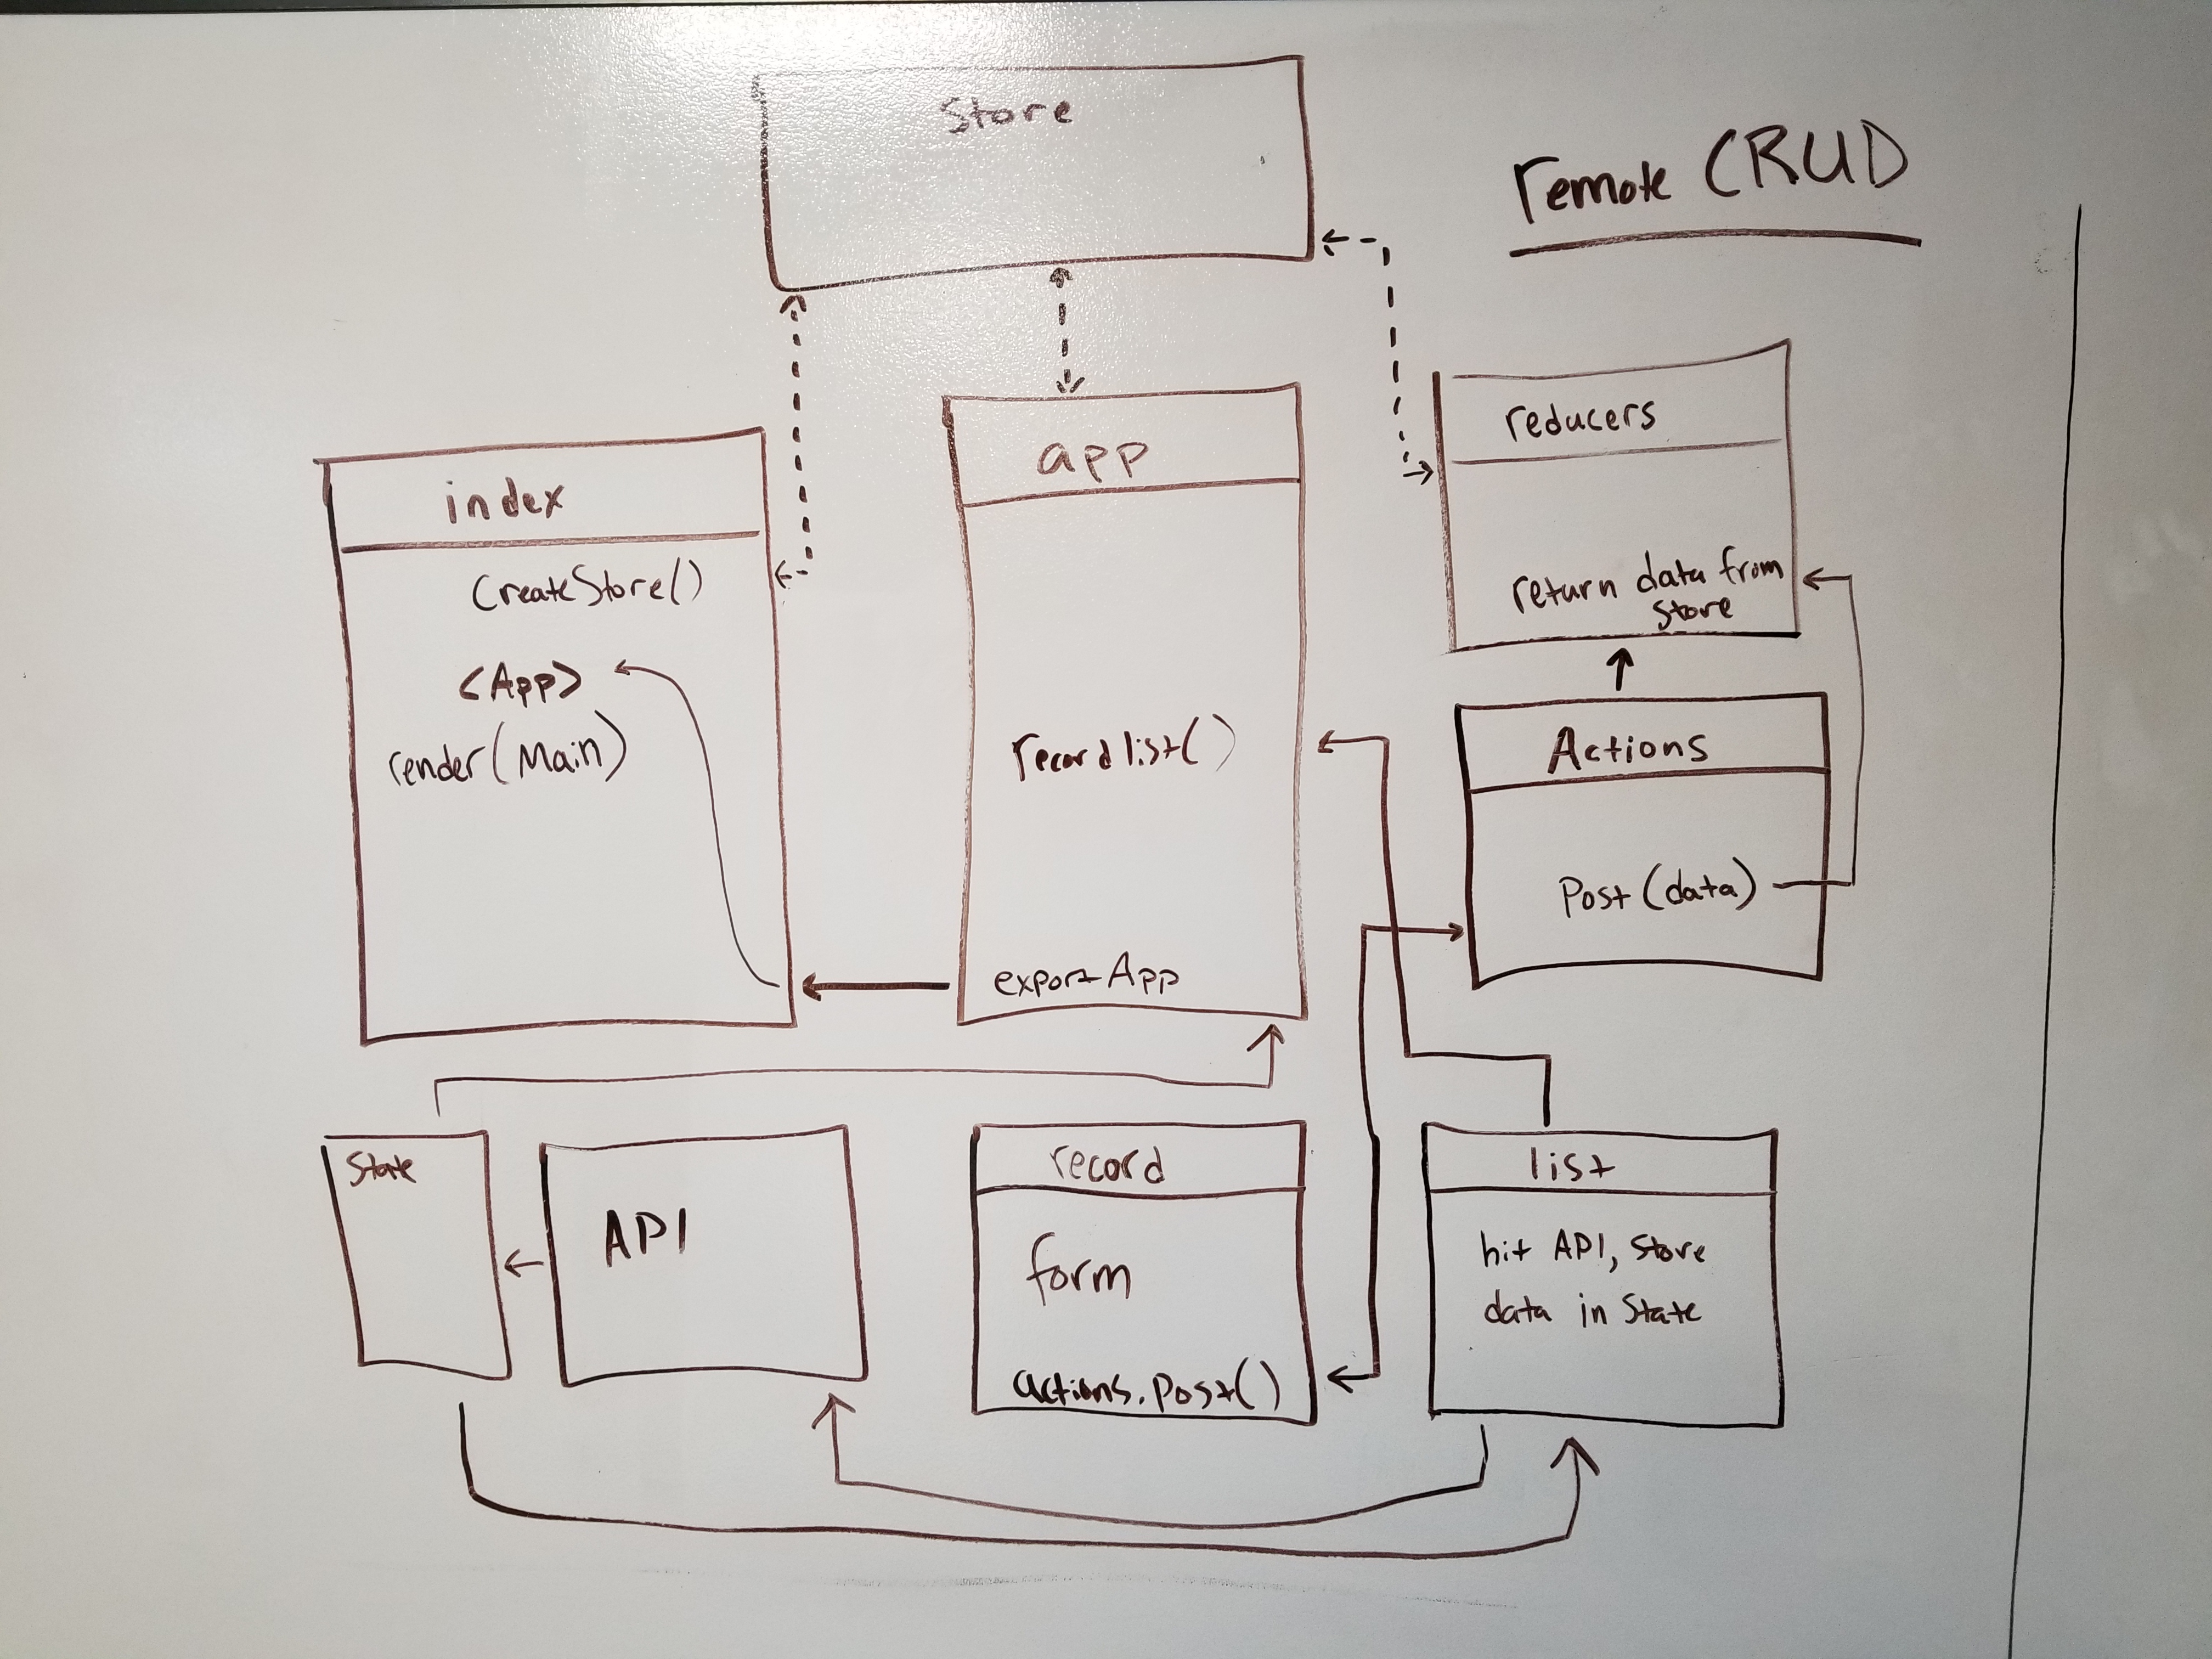 Store
remote CRUD
index
CreateStore()
<App>
render(Main)
app
recordlist()
export App
reducers
return data from
Store
Actions
Post(data)
State
API
record
form
actions.Post()
list
hit API, Store
data in State